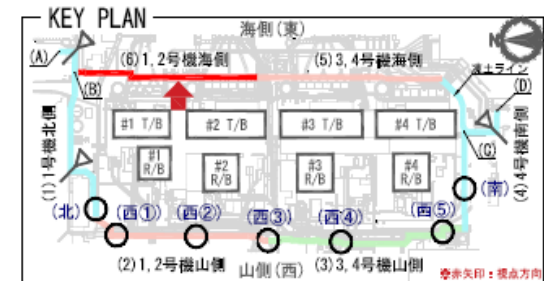 KEY PLAN
海側(東)
N
(A)
(6)1,2号機海側
(5)3,4号機海側
凍土ライン
(B)
(D)
#1 T/B
#2 T/B
#3 T/B
#4 T/B
(C)
(1)1号機北側
#1
R/B
#2
R/B
#3
R/B
#4
R/B
(4)4号機南側
(北)
(西①)
(西②)
(西③)
(西④)
(西⑤)
(南)
(2)1,2号機山側
山側(西)
(3)3,4号機山側
赤矢印:視点方向